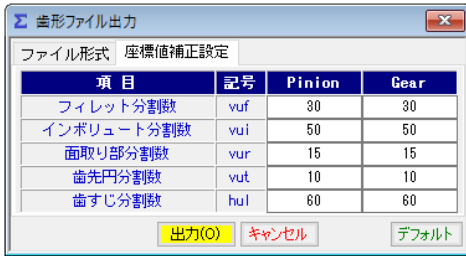 Σ 歯形ファイル出力
ファイル形式 座標値補正設定
項 目 記号 Pinion Gear
フィレット分割数 vuf 30 30
インボリュート分割数 vui 50 50
面取り部分割数 vur 15 15
歯先円分割数 vut 10 10
歯すじ分割数 hul 60 60
出力(O) キャンセル デフォルト